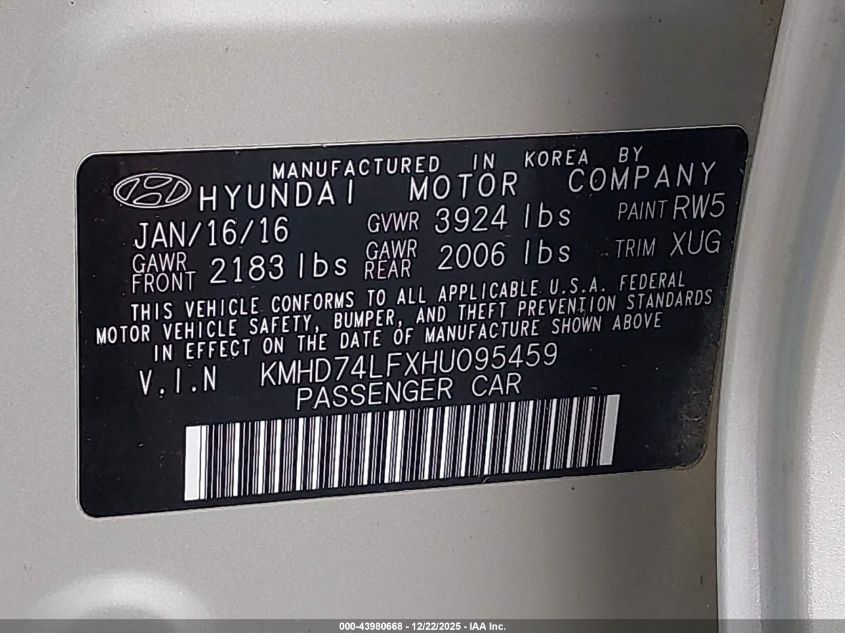 MANUFACTURED IN KOREA BY
HYUNDAI MOTOR COMPANY
JAN/16/16 GVWR 3924 lbs PAINT RW5
GAWR FRONT 2183 lbs GAWR REAR 2006 lbs TRIM XUG
THIS VEHICLE CONFORMS TO ALL APPLICABLE U.S.A. FEDERAL
MOTOR VEHICLE SAFETY, BUMPER, AND THEFT PREVENTION STANDARDS
IN EFFECT ON THE DATE OF MANUFACTURE SHOWN ABOVE
V.I.N KMHD74LFXHU095459
PASSENGER CAR
000-43980668 - 12/22/2025 - IAA Inc.